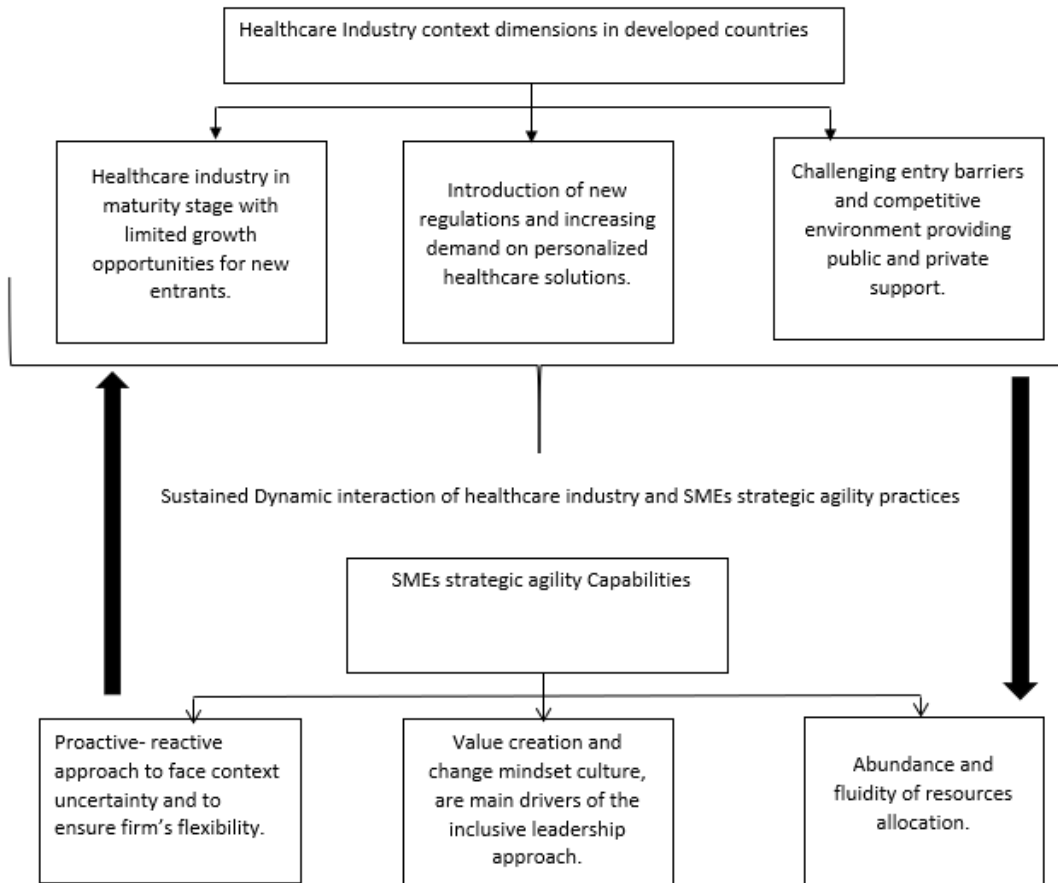 Healthcare Industry context dimensions in developed countries
Healthcare industry in
maturity stage with
limited growth
opportunities for new
entrants.
Introduction of new
regulations and increasing
demand on personalized
healthcare solutions.
Challenging entry barriers
and competitive
environment providing
public and private
support.
Sustained Dynamic interaction of healthcare industry and SMEs strategic agility practices
SMEs strategic agility Capabilities
Proactive- reactive
approach to face context
uncertainty and to
ensure firm's flexibility.
Value creation and
change mindset culture,
are main drivers of the
inclusive leadership
approach.
Abundance and
fluidity of resources
allocation.